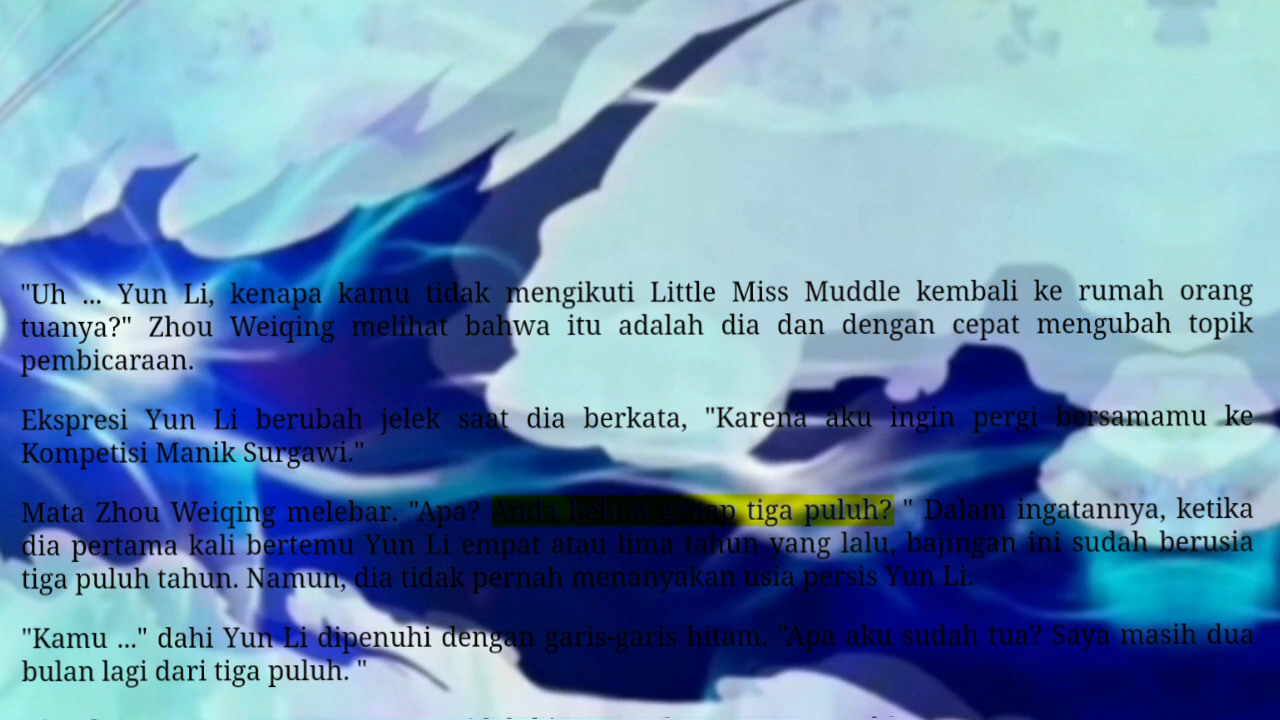 "Uh ... Yun Li, kenapa kamu tidak mengikuti Little Miss Muddle kembali ke rumah orang
tuanya?" Zhou Weiqing melihat bahwa itu adalah dia dan dengan cepat mengubah topik
pembicaraan.
Ekspresi Yun Li berubah jelek saat dia berkata, "Karena aku ingin pergi bersamamu ke
Kompetisi Manik Surgawi."
Mata Zhou Weiqing melebar. "Apa? Anda belum genap tiga puluh? " Dalam ingatannya, ketika
dia pertama kali bertemu Yun Li empat atau lima tahun yang lalu, bajingan ini sudah berusia
tiga puluh tahun. Namun, dia tidak pernah menanyakan usia persis Yun Li.
"Kamu ..." dahi Yun Li dipenuhi dengan garis-garis hitam. "Apa aku sudah tua? Saya masih dua
bulan lagi dari tiga puluh. "